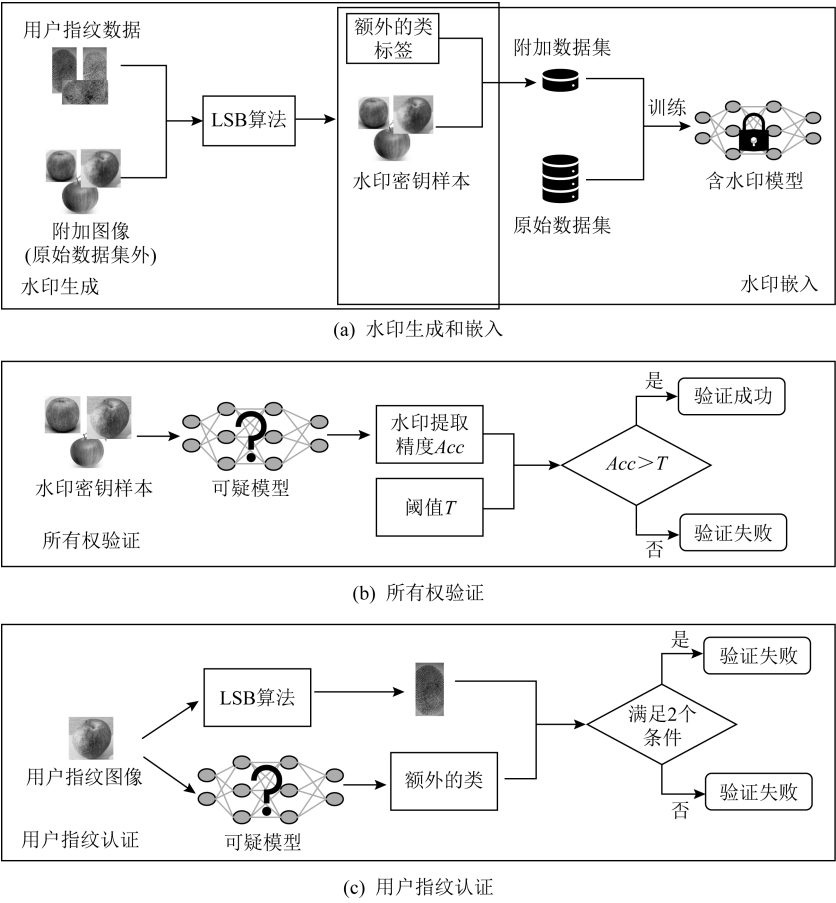 用户指纹数据
附加图像
(原始数据集外)
水印生成
LSB算法
额外的类
标签
水印密钥样本
附加数据集
原始数据集
训练
含水印模型
水印嵌入
(a) 水印生成和嵌入
水印密钥样本
所有权验证
?
可疑模型
水印提取
精度Acc
阈值T
Acc＞T
是
验证成功
否
验证失败
(b) 所有权验证
用户指纹图像
用户指纹认证
LSB算法
?
可疑模型
额外的类
满足2个
条件
是
验证失败
否
验证失败
(c) 用户指纹认证